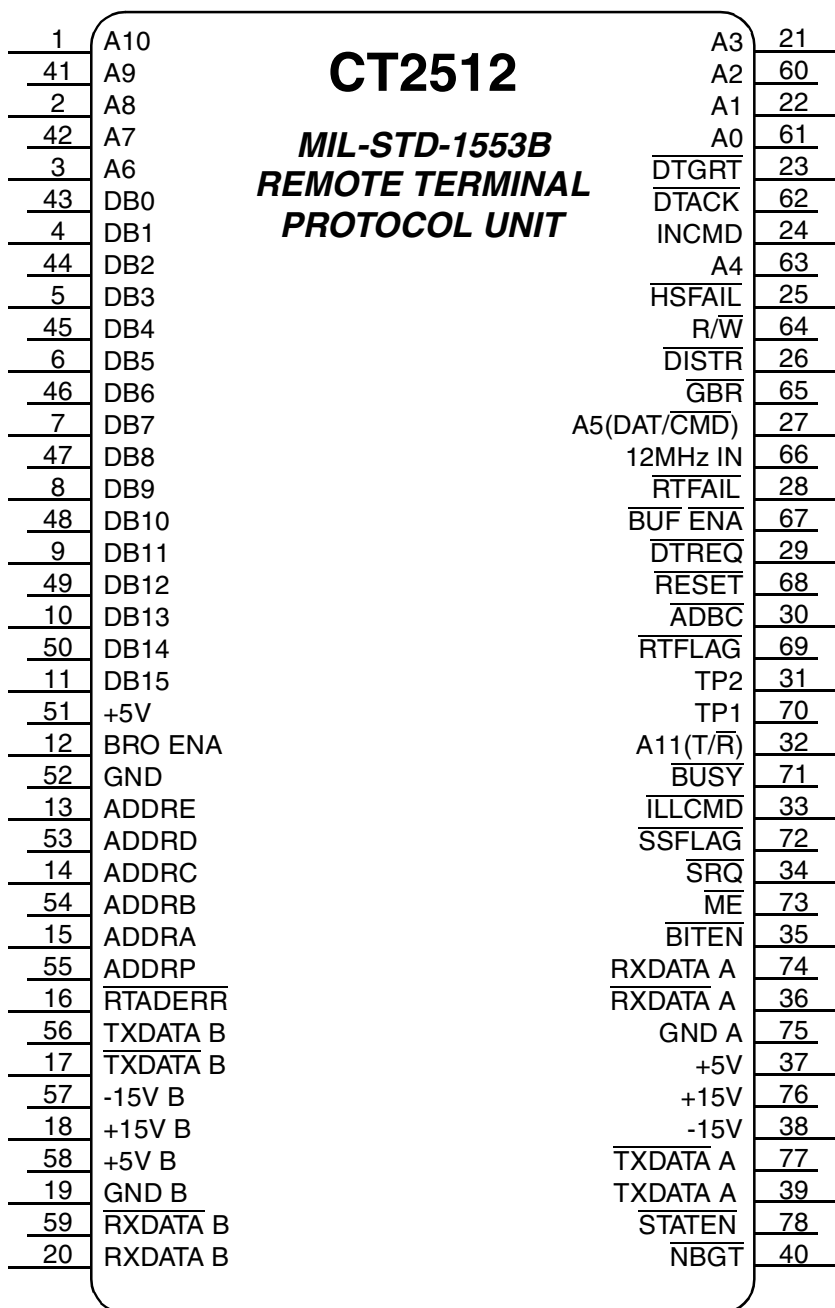 CT2512
MIL-STD-1553B
REMOTE TERMINAL
PROTOCOL UNIT
1 A10
41 A9
2 A8
42 A7
3 A6
43 DB0
4 DB1
44 DB2
5 DB3
45 DB4
6 DB5
46 DB6
7 DB7
47 DB8
8 DB9
48 DB10
9 DB11
49 DB12
10 DB13
50 DB14
11 DB15
51 +5V
12 BRO ENA
52 GND
13 ADDRE
53 ADDRD
14 ADDRC
54 ADDRB
15 ADDRA
55 ADDRP
16 RTADERR
56 TXDATA B
17 TXDATA B
57 -15V B
18 +15V B
58 +5V B
19 GND B
59 RXDATA B
20 RXDATA B
A3 21
A2 60
A1 22
A0 61
DTGRT 23
DTACK 62
INCMD 24
A4 63
HSFAIL 25
R/W 64
DISTR 26
GBR 65
A5(DAT/CMD) 27
12MHz IN 66
RTFAIL 28
BUF ENA 67
DTREQ 29
RESET 68
ADBC 30
RTFLAG 69
TP2 31
TP1 70
A11(T/R) 32
BUSY 71
ILLCMD 33
SSFLAG 72
SRQ 34
ME 73
BITEN 35
RXDATA A 74
RXDATA A 36
GND A 75
+5V 37
+15V 76
-15V 38
TXDATA A 77
TXDATA A 39
STATEN 78
NBGT 40